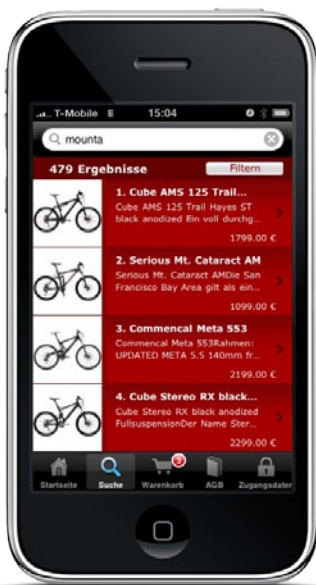 T-Mobile E 15:04
mounta
479 Ergebnisse Filtern
1. Cube AMS 125 Trail...
Cube AMS 125 Trail Hayes ST
black anodized Ein voll durchg...
1799.00 €
2. Serious Mt. Cataract AM
Serious Mt. Cataract AMDie San
Francisco Bay Area gilt als ein...
1099.00 €
3. Commencal Meta 553
Commencal Meta 553Rahmen:
UPDATED META 5.5 140mm fr...
2199.00 €
4. Cube Stereo RX black...
Cube Stereo RX black anodized
FullsuspensionDer Name Ster...
2299.00 €
3
Startseite Suche Warenkorb AGB Zugangsdaten